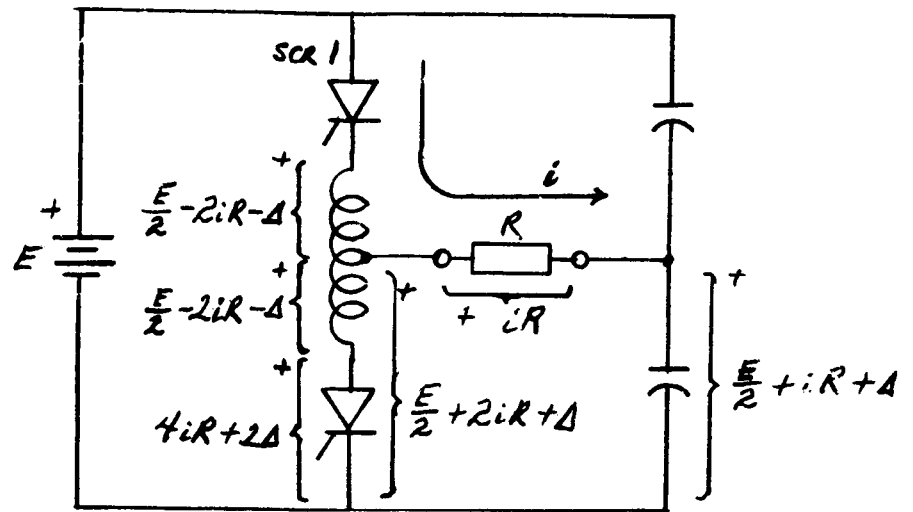 SCR 1
+
E/2 -2iR-Δ
i
+
E
R
+
E/2 -2iR-Δ
+
+ iR
+
+
4iR+2Δ
E/2 +2iR+Δ
E/2 +iR+Δ